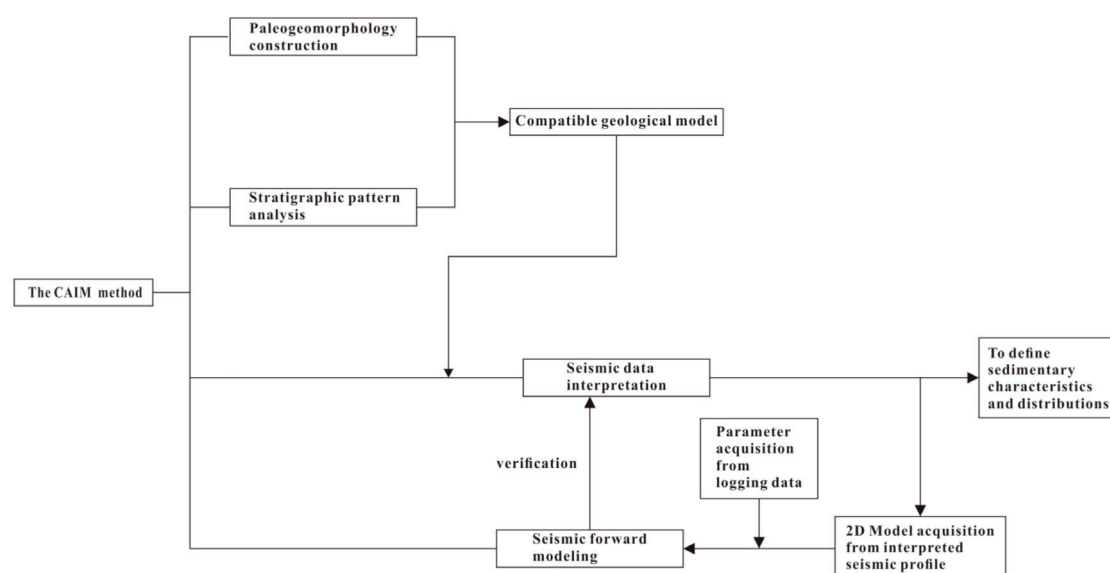 Paleogeomorphology
construction
Compatible geological model
Stratigraphic pattern
analysis
The CAIM method
Seismic data
interpretation
To define
sedimentary
characteristics
and distributions
Parameter
acquisition
from
logging data
verification
Seismic forward
modeling
2D Model acquisition
from interpreted
seismic profile